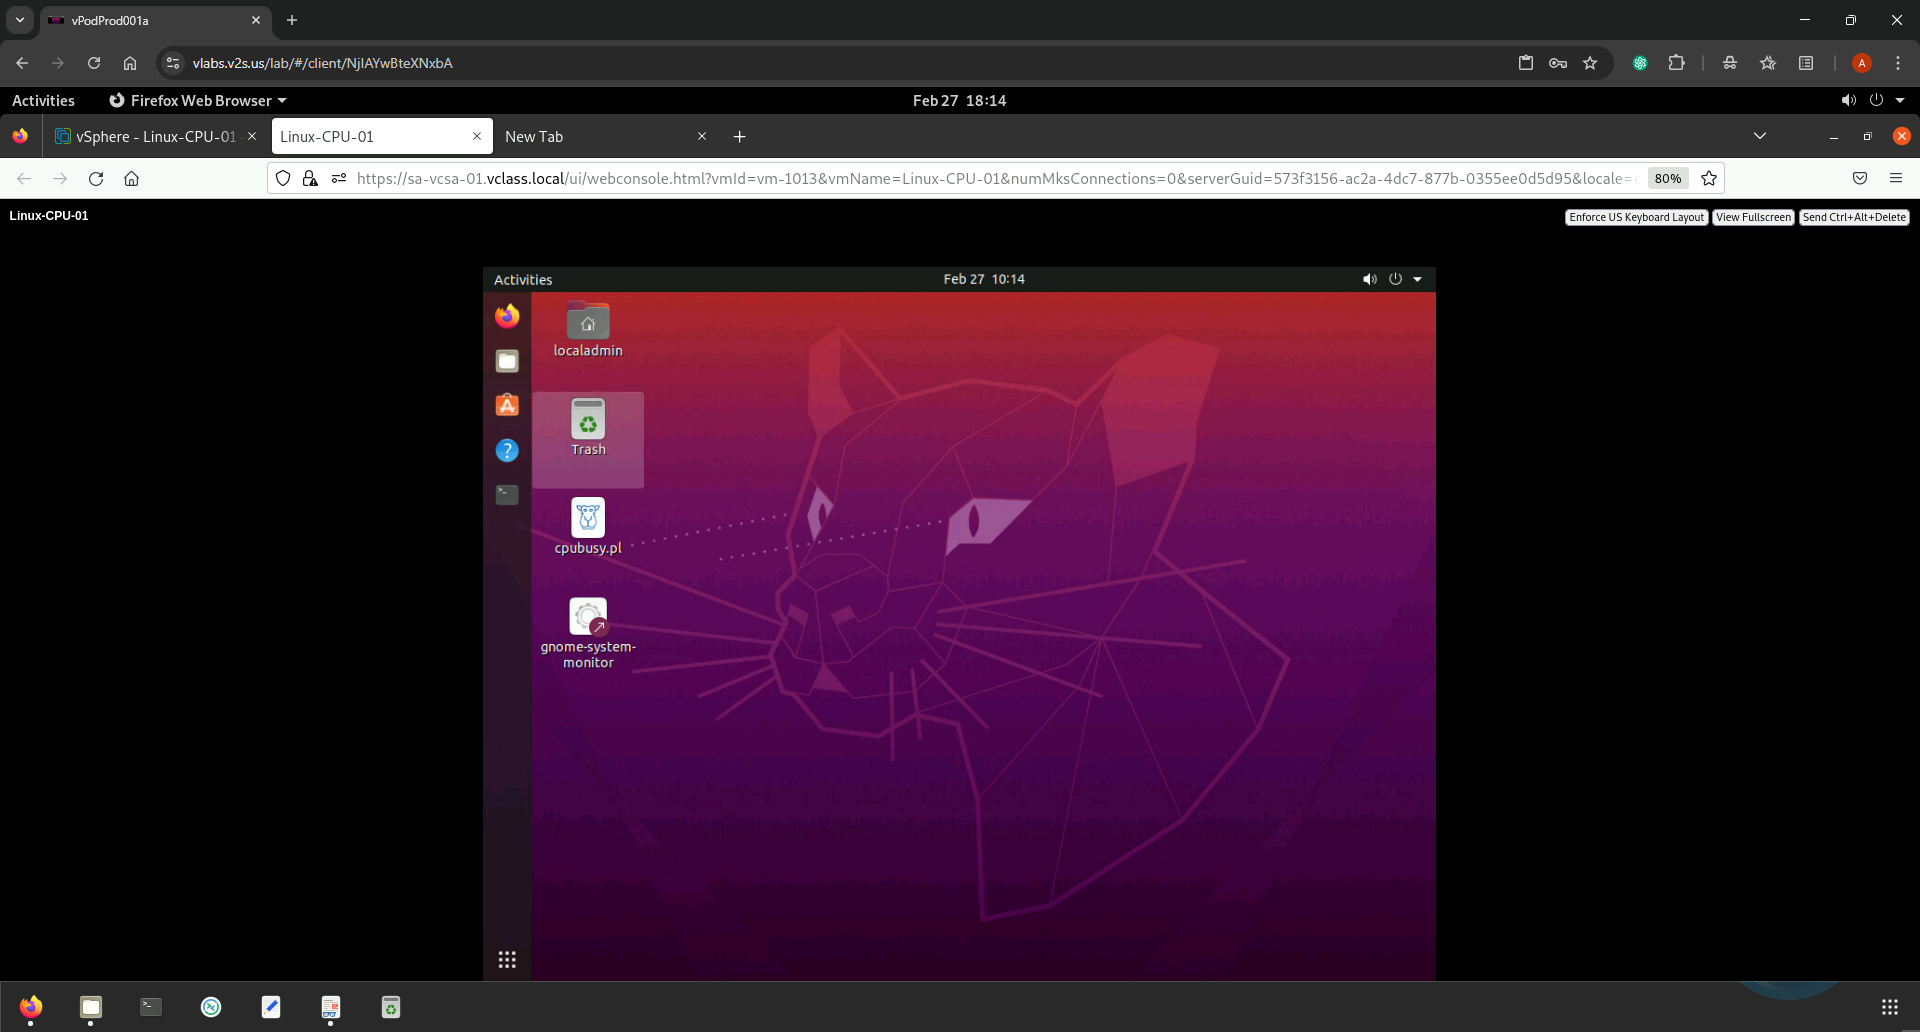 vPodProd001a
vlabs.v2s.us/lab/#/client/NjIAYwBteXNxbA
A
Activities
Firefox Web Browser
Feb 27 18:14
vSphere - Linux-CPU-01
Linux-CPU-01
New Tab
https://sa-vcsa-01.vclass.local/ui/webconsole.html?vmId=vm-1013&vmName=Linux-CPU-01&numMksConnections=0&serverGuid=573f3156-ac2a-4dc7-877b-0355ee0d5d95&locale=
80%
Linux-CPU-01
Enforce US Keyboard Layout
View Fullscreen
Send Ctrl+Alt+Delete
Activities
Feb 27 10:14
localadmin
Trash
cpubusy.pl
gnome-system-
monitor